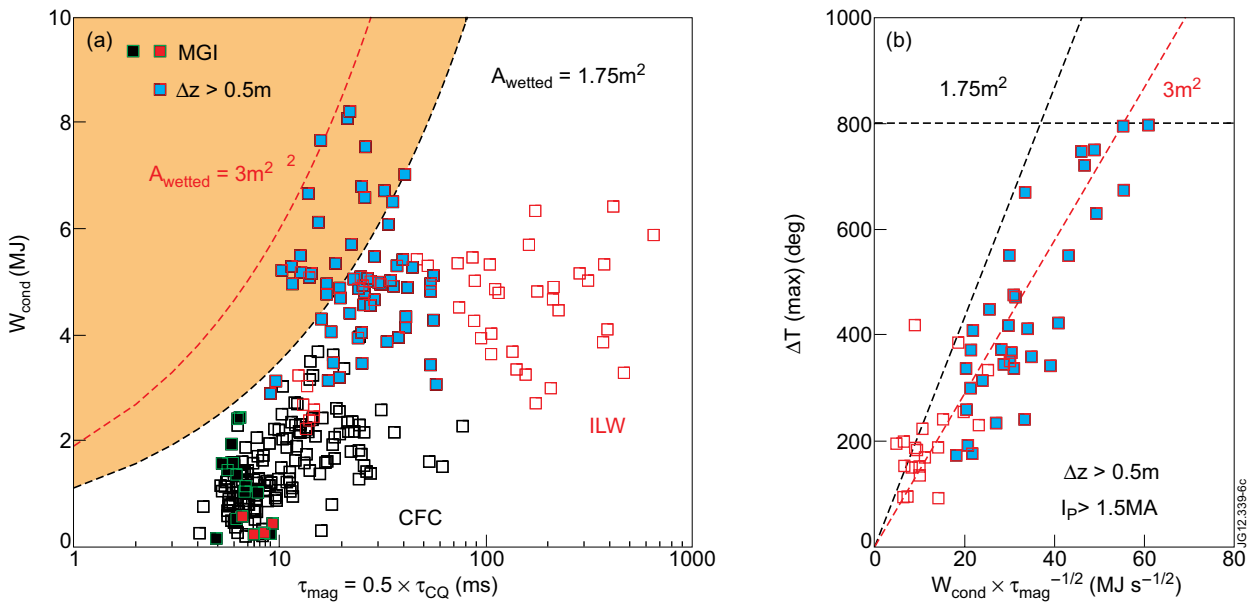 (a)
MGI
Δz > 0.5m
A_wetted = 1.75m²
A_wetted = 3m² ²
ILW
CFC
W_cond (MJ)
10
8
6
4
2
0
1
10
100
1000
τ_mag = 0.5 × τ_CQ (ms)
(b)
1.75m²
3m²
Δz > 0.5m
I_P > 1.5MA
ΔT (max) (deg)
1000
800
600
400
200
0
0
20
40
60
80
W_cond × τ_mag^−1/2 (MJ s^−1/2)
JG12.339-6c